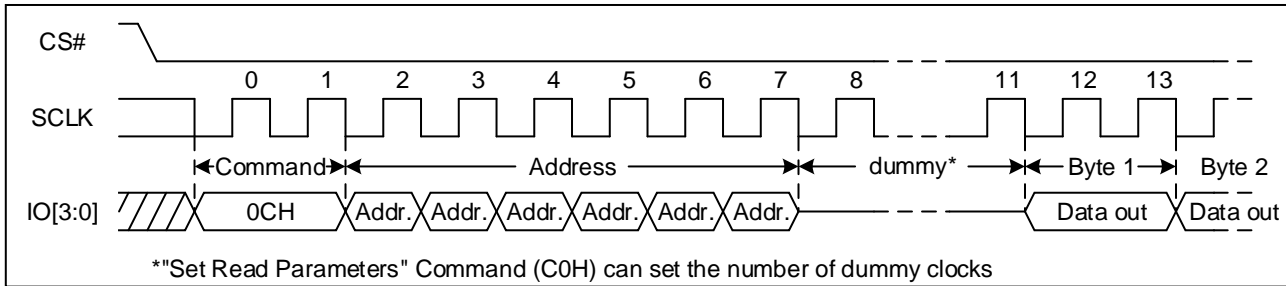 CS#
0 1 2 3 4 5 6 7 8 11 12 13
SCLK
Command Address dummy* Byte 1 Byte 2
IO[3:0] 0CH Addr. Addr. Addr. Addr. Addr. Addr. Data out Data out
*"Set Read Parameters" Command (C0H) can set the number of dummy clocks